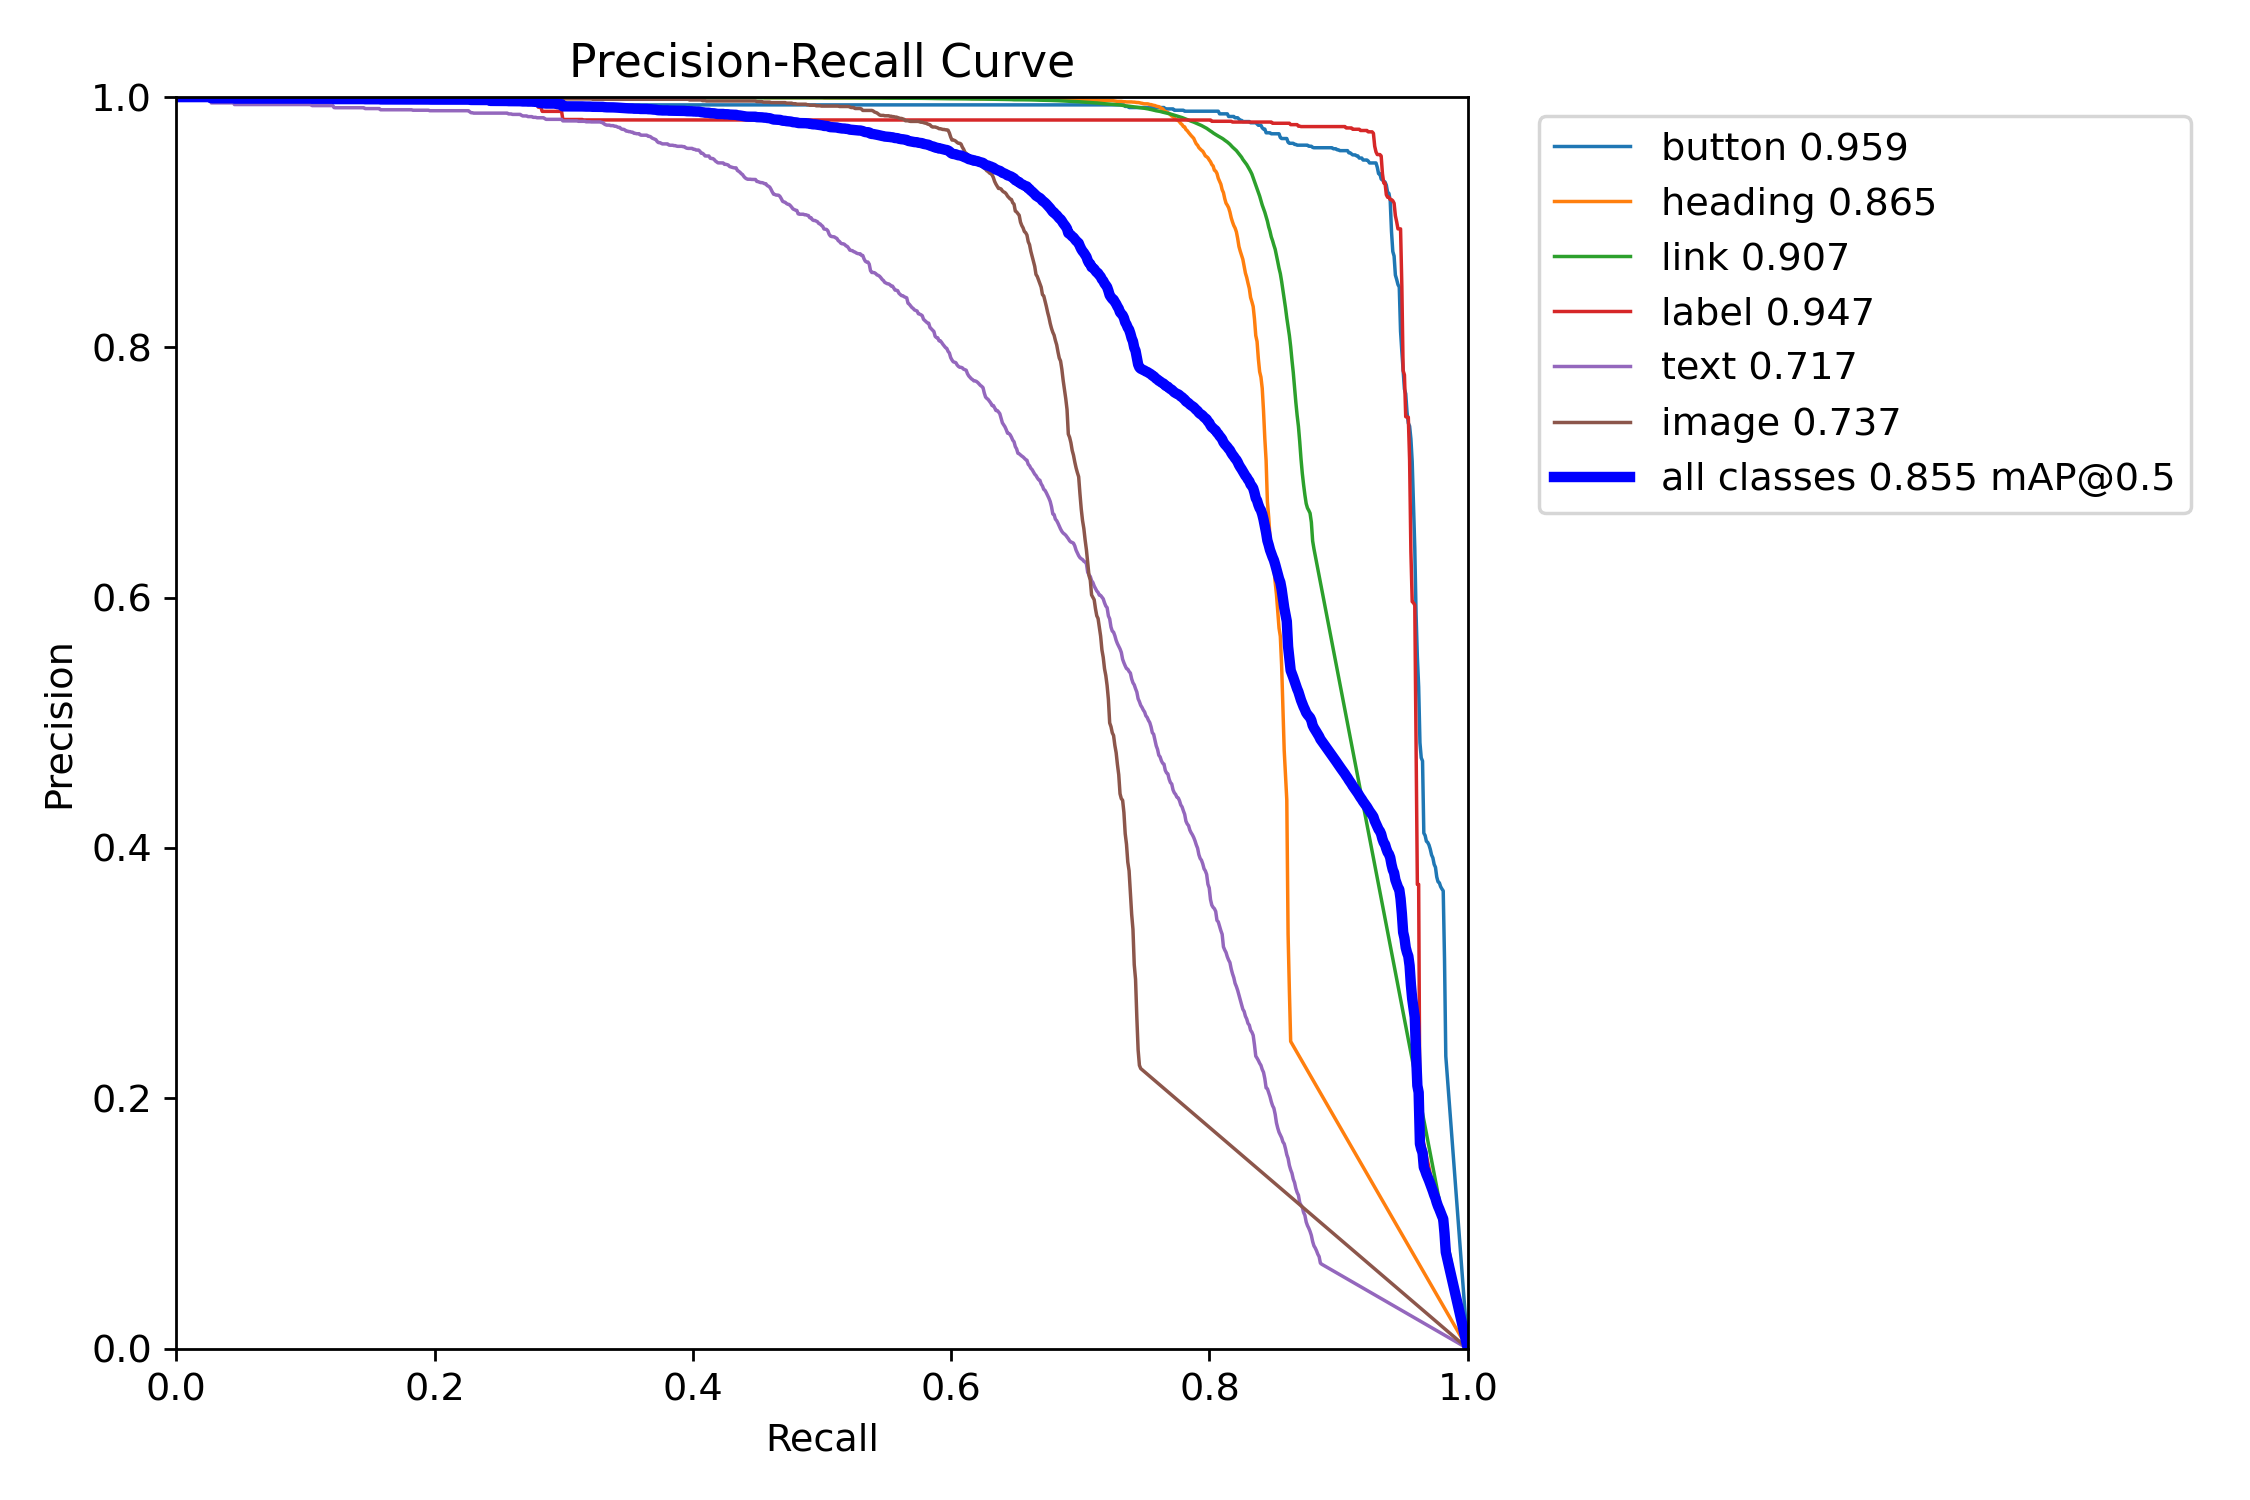 Precision-Recall Curve
1.0
0.8
0.6
0.4
0.2
0.0
Precision
0.0 0.2 0.4 0.6 0.8 1.0
Recall
button 0.959
heading 0.865
link 0.907
label 0.947
text 0.717
image 0.737
all classes 0.855 mAP@0.5